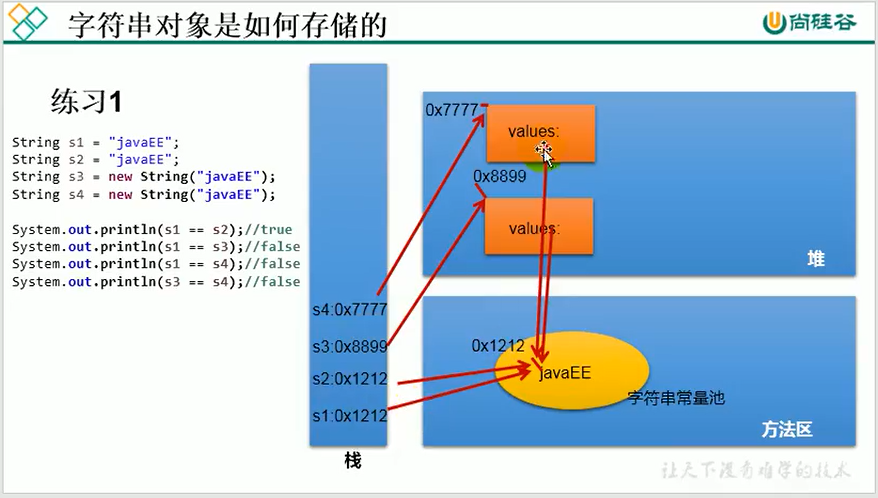 字符串对象是如何存储的
尚硅谷
练习1
String s1 = "javaEE";
String s2 = "javaEE";
String s3 = new String("javaEE");
String s4 = new String("javaEE");
System.out.println(s1 == s2);//true
System.out.println(s1 == s3);//false
System.out.println(s1 == s4);//false
System.out.println(s3 == s4);//false
s4:0x7777
s3:0x8899
s2:0x1212
s1:0x1212
栈
0x7777
values:
0x8899
values:
堆
0x1212
javaEE
字符串常量池
方法区
让天下没有难学的技术